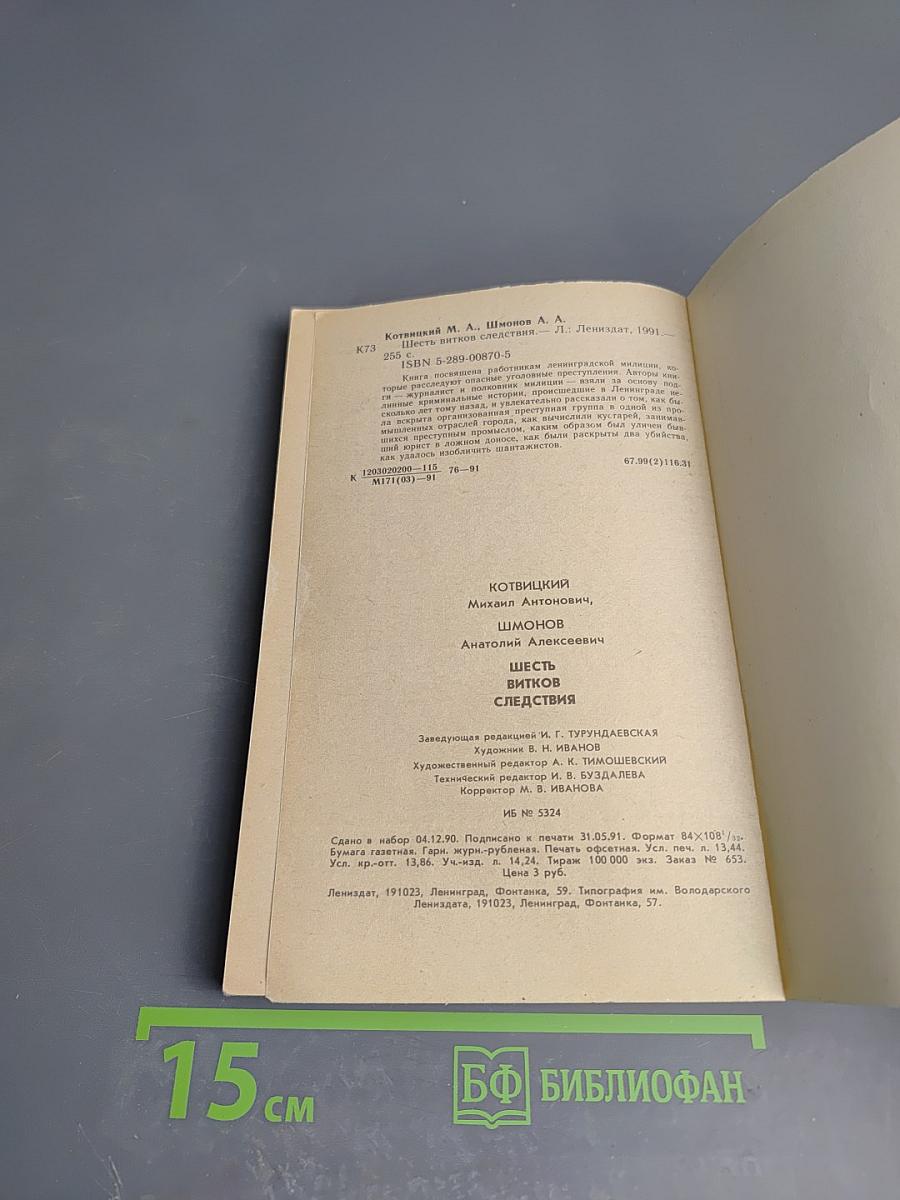 Котвицкий М. А., Шмонов А. А.
К73 Шесть витков следствия.— Л.: Лениздат, 1991.—
255 с.
ISBN 5-289-00870-5
Книга посвящена работникам ленинградской милиции, ко-
торые расследуют опасные уголовные преступления. Авторы кни-
ги — журналист и полковник милиции — взяли за основу под-
линные криминальные истории, происшедшие в Ленинграде не-
сколько лет тому назад, и увлекательно рассказали о том, как бы-
ла вскрыта организованная преступная группа в одной из про-
мышленных отраслей города, как вычислили кустарей, занимав-
шихся преступным промыслом, каким образом был уличен быв-
ший юрист в ложном доносе, как были раскрыты два убийства,
как удалось изобличить шантажистов.
К 1203020200—115 / М171(03)—91 76—91 67.99(2)116.31
КОТВИЦКИЙ
Михаил Антонович,
ШМОНОВ
Анатолий Алексеевич
ШЕСТЬ
ВИТКОВ
СЛЕДСТВИЯ
Заведующая редакцией И. Г. ТУРУНДАЕВСКАЯ
Художник В. Н. ИВАНОВ
Художественный редактор А. К. ТИМОШЕВСКИЙ
Технический редактор И. В. БУЗДАЛЕВА
Корректор М. В. ИВАНОВА
ИБ № 5324
Сдано в набор 04.12.90. Подписано к печати 31.05.91. Формат 84×108¹/₃₂.
Бумага газетная. Гарн. журн.-рубленая. Печать офсетная. Усл. печ. л. 13,44.
Усл. кр.-отт. 13,86. Уч.-изд. л. 14,24. Тираж 100 000 экз. Заказ № 653.
Цена 3 руб.
Лениздат, 191023, Ленинград, Фонтанка, 59. Типография им. Володарского
Лениздата, 191023, Ленинград, Фонтанка, 57.
15 см
БФ БИБЛИОФАН